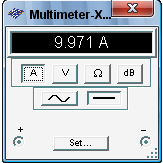 Multimeter-X...
9.971 A
A V Ω dB
+ −
Set...